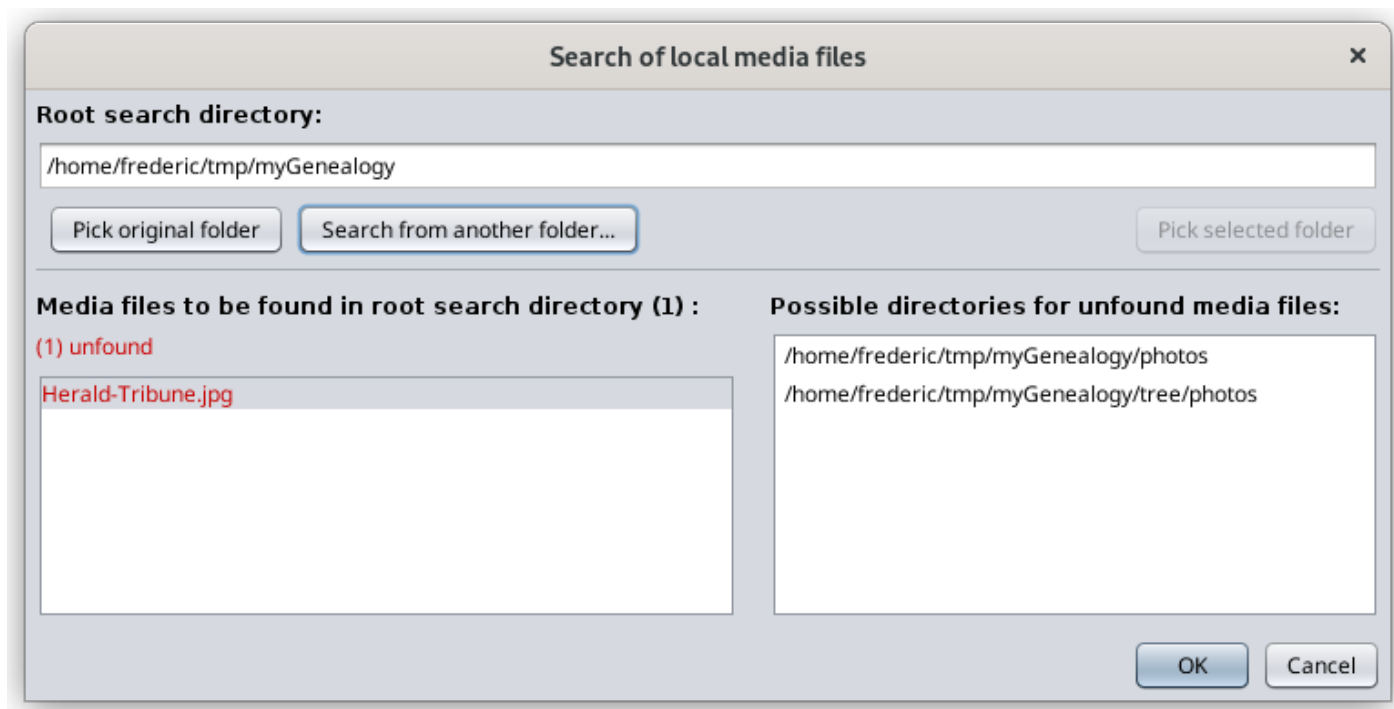 Search of local media files
×
Root search directory:
/home/frederic/tmp/myGenealogy
Pick original folder
Search from another folder...
Pick selected folder
Media files to be found in root search directory (1) :
(1) unfound
Herald-Tribune.jpg
Possible directories for unfound media files:
/home/frederic/tmp/myGenealogy/photos
/home/frederic/tmp/myGenealogy/tree/photos
OK
Cancel